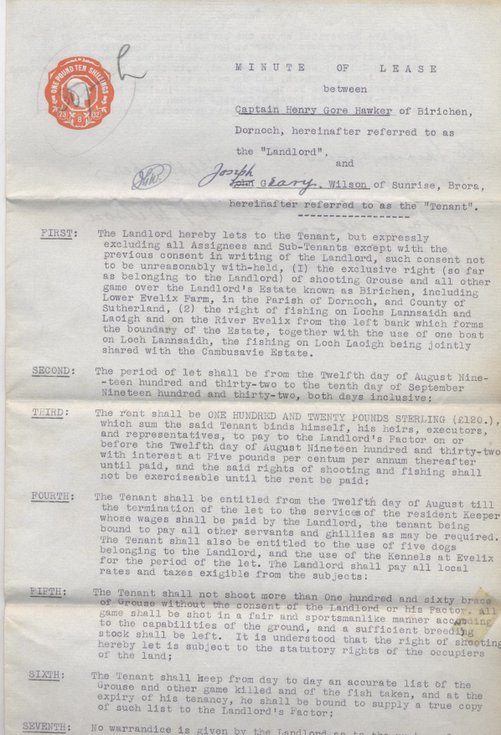 ONE POUND TEN SHILLINGS
23 8 32
MINUTE OF LEASE
between
Captain Henry Gore Hawker of Birichen,
Dornoch, hereinafter referred to as
the "Landlord",
and
Joseph
Geary. Wilson of Sunrise, Brora,
hereinafter referred to as the "Tenant".
FIRST: The Landlord hereby lets to the Tenant, but expressly
excluding all Assignees and Sub-Tenants except with the
previous consent in writing of the Landlord, such consent not
to be unreasonably with-held, (I) the exclusive right (so far
as belonging to the Landlord) of shooting Grouse and all other
game over the Landlord's Estate known as Birichen, including
Lower Evelix Farm, in the Parish of Dornoch, and County of
Sutherland, (2) the right of fishing on Lochs Lannsaidh and
Laoigh and on the River Evelix from the left bank which forms
the boundary of the Estate, together with the use of one boat
on Loch Lannsaidh, the fishing on Loch Laoigh being jointly
shared with the Cambusavie Estate.
SECOND: The period of let shall be from the Twelfth day of August Nine-
-teen hundred and thirty-two to the tenth day of September
Nineteen hundred and thirty-two, both days inclusive:
THIRD: The rent shall be ONE HUNDRED AND TWENTY POUNDS STERLING (£120.),
which sum the said Tenant binds himself, his heirs, executors,
and representatives, to pay to the Landlord's Factor on or
before the Twelfth day of August Nineteen hundred and thirty-two
with interest at Five pounds per centum per annum thereafter
until paid, and the said rights of shooting and fishing shall
not be exerciseable until the rent be paid:
FOURTH: The Tenant shall be entitled from the Twelfth day of August till
the termination of the let to the services of the resident Keeper
whose wages shall be paid by the Landlord, the tenant being
bound to pay all other servants and ghillies as may be required.
The Tenant shall also be entitled to the use of five dogs
belonging to the Landlord, and the use of the Kennels at Evelix
for the period of the let. The Landlord shall pay all local
rates and taxes exigible from the subjects:
FIFTH: The Tenant shall not shoot more than One hundred and sixty brace
of Grouse without the consent of the Landlord or his Factor. All
game shall be shot in a fair and sportsmanlike manner according
to the capabilities of the ground, and a sufficient breeding
stock shall be left. It is understood that the right of shooting
hereby let is subject to the statutory rights of the occupiers
of the land;
SIXTH: The Tenant shall keep from day to day an accurate list of the
Grouse and other game killed and of the fish taken, and at the
expiry of his tenancy, he shall be bound to supply a true copy
of such list to the Landlord's Factor;
SEVENTH: No warrandice is given by the Landlord